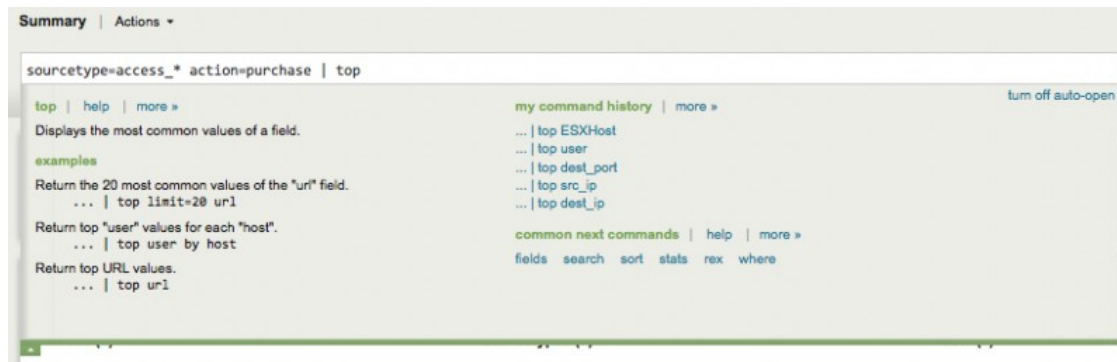 Summary | Actions
sourcetype=access_* action=purchase | top
turn off auto-open
top | help | more »
Displays the most common values of a field.
examples
Return the 20 most common values of the "url" field.
... | top limit=20 url
Return top "user" values for each "host".
... | top user by host
Return top URL values.
... | top url
my command history | more »
... | top ESXHost
... | top user
... | top dest_port
... | top src_ip
... | top dest_ip
common next commands | help | more »
fields search sort stats rex where